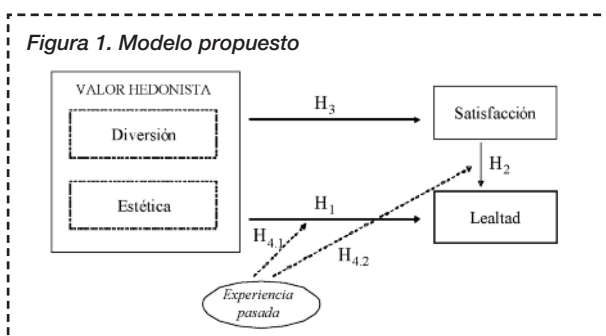 Figura 1. Modelo propuesto
VALOR HEDONISTA
Diversión
Estética
H3
Satisfacción
H2
H1
Lealtad
H4.1
H4.2
Experiencia
pasada